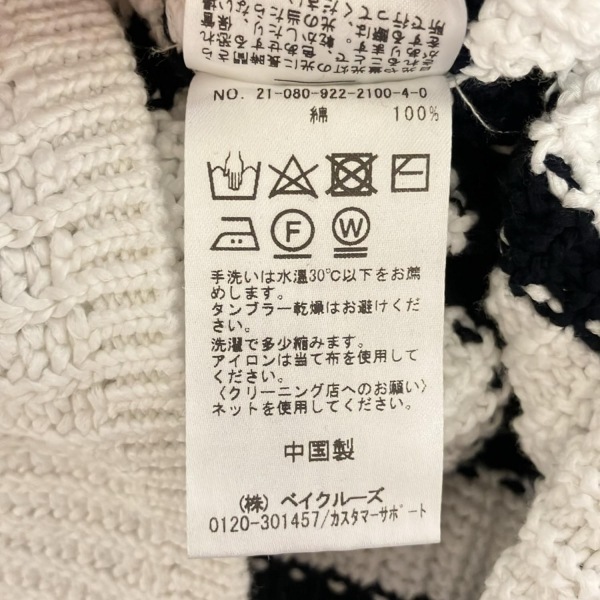 NO. 21-080-922-2100-4-0
綿 100%
F W
手洗いは水温30℃以下をお薦
めします。
タンブラー乾燥はお避けくださ
さい。
洗濯で多少縮みます。
アイロンは当て布を使用して
ください。
〈クリーニング店へのお願い〉
ネットを使用してください。
中国製
(株) ベイクルーズ
0120-301457/カスタマーサポート